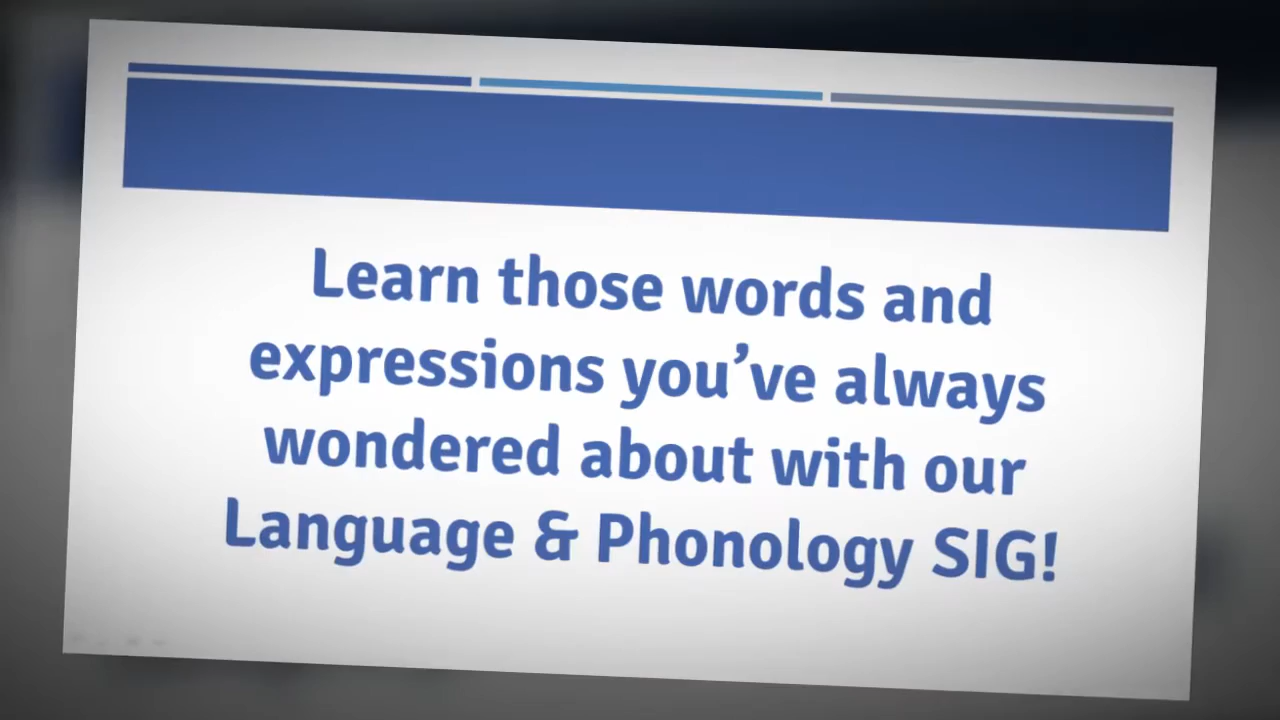 Learn those words and
expressions you’ve always
wondered about with our
Language & Phonology SIG!